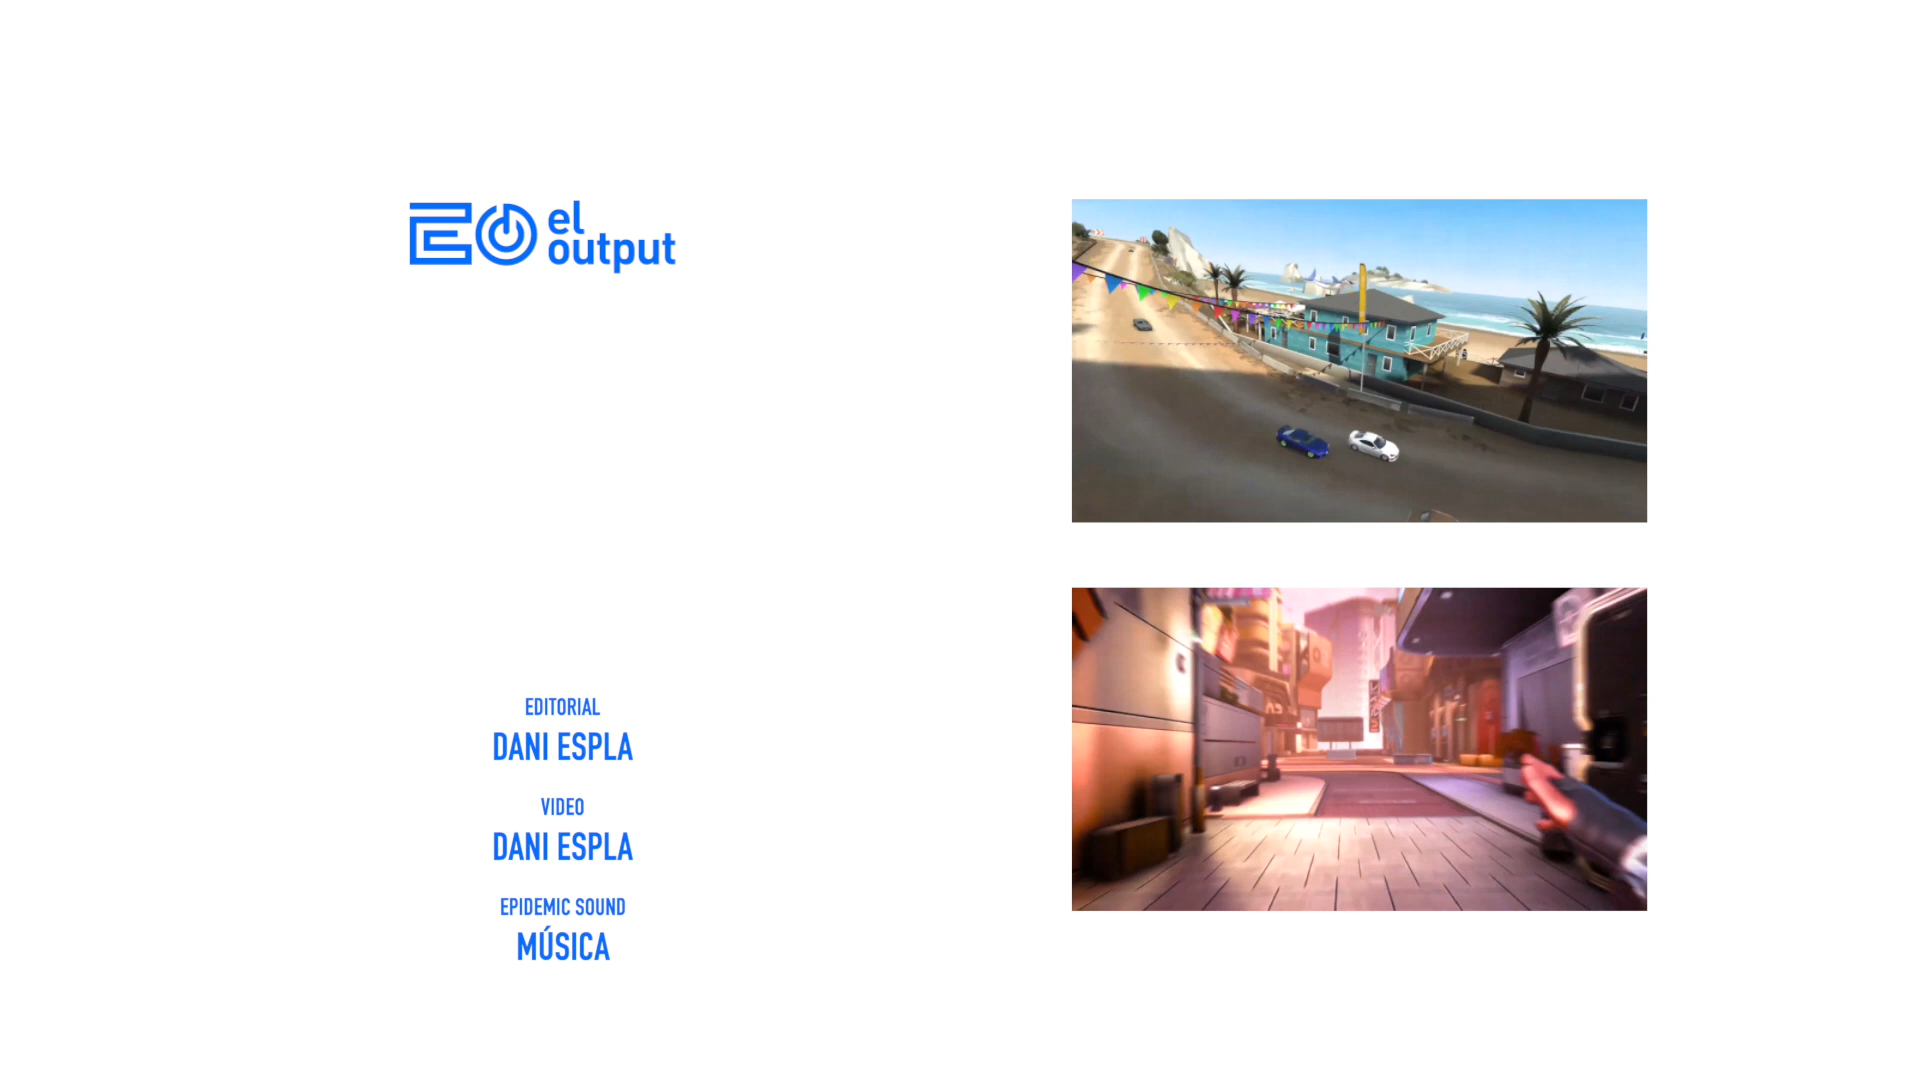 el
output
EDITORIAL
DANI ESPLA
VIDEO
DANI ESPLA
EPIDEMIC SOUND
MÚSICA